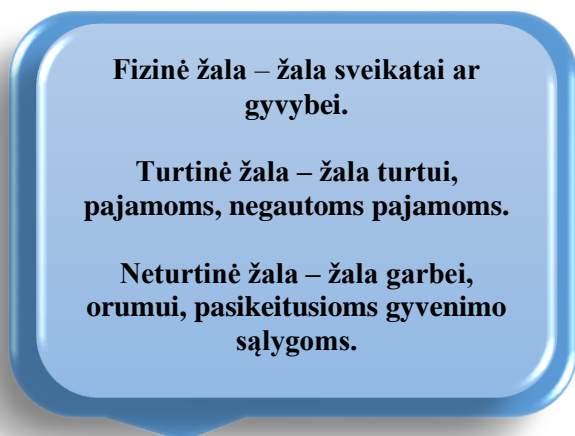 Fizinė žala – žala sveikatai ar
gyvybei.
Turtinė žala – žala turtui,
pajamoms, negautoms pajamoms.
Neturtinė žala – žala garbei,
orumui, pasikeitusioms gyvenimo
sąlygoms.